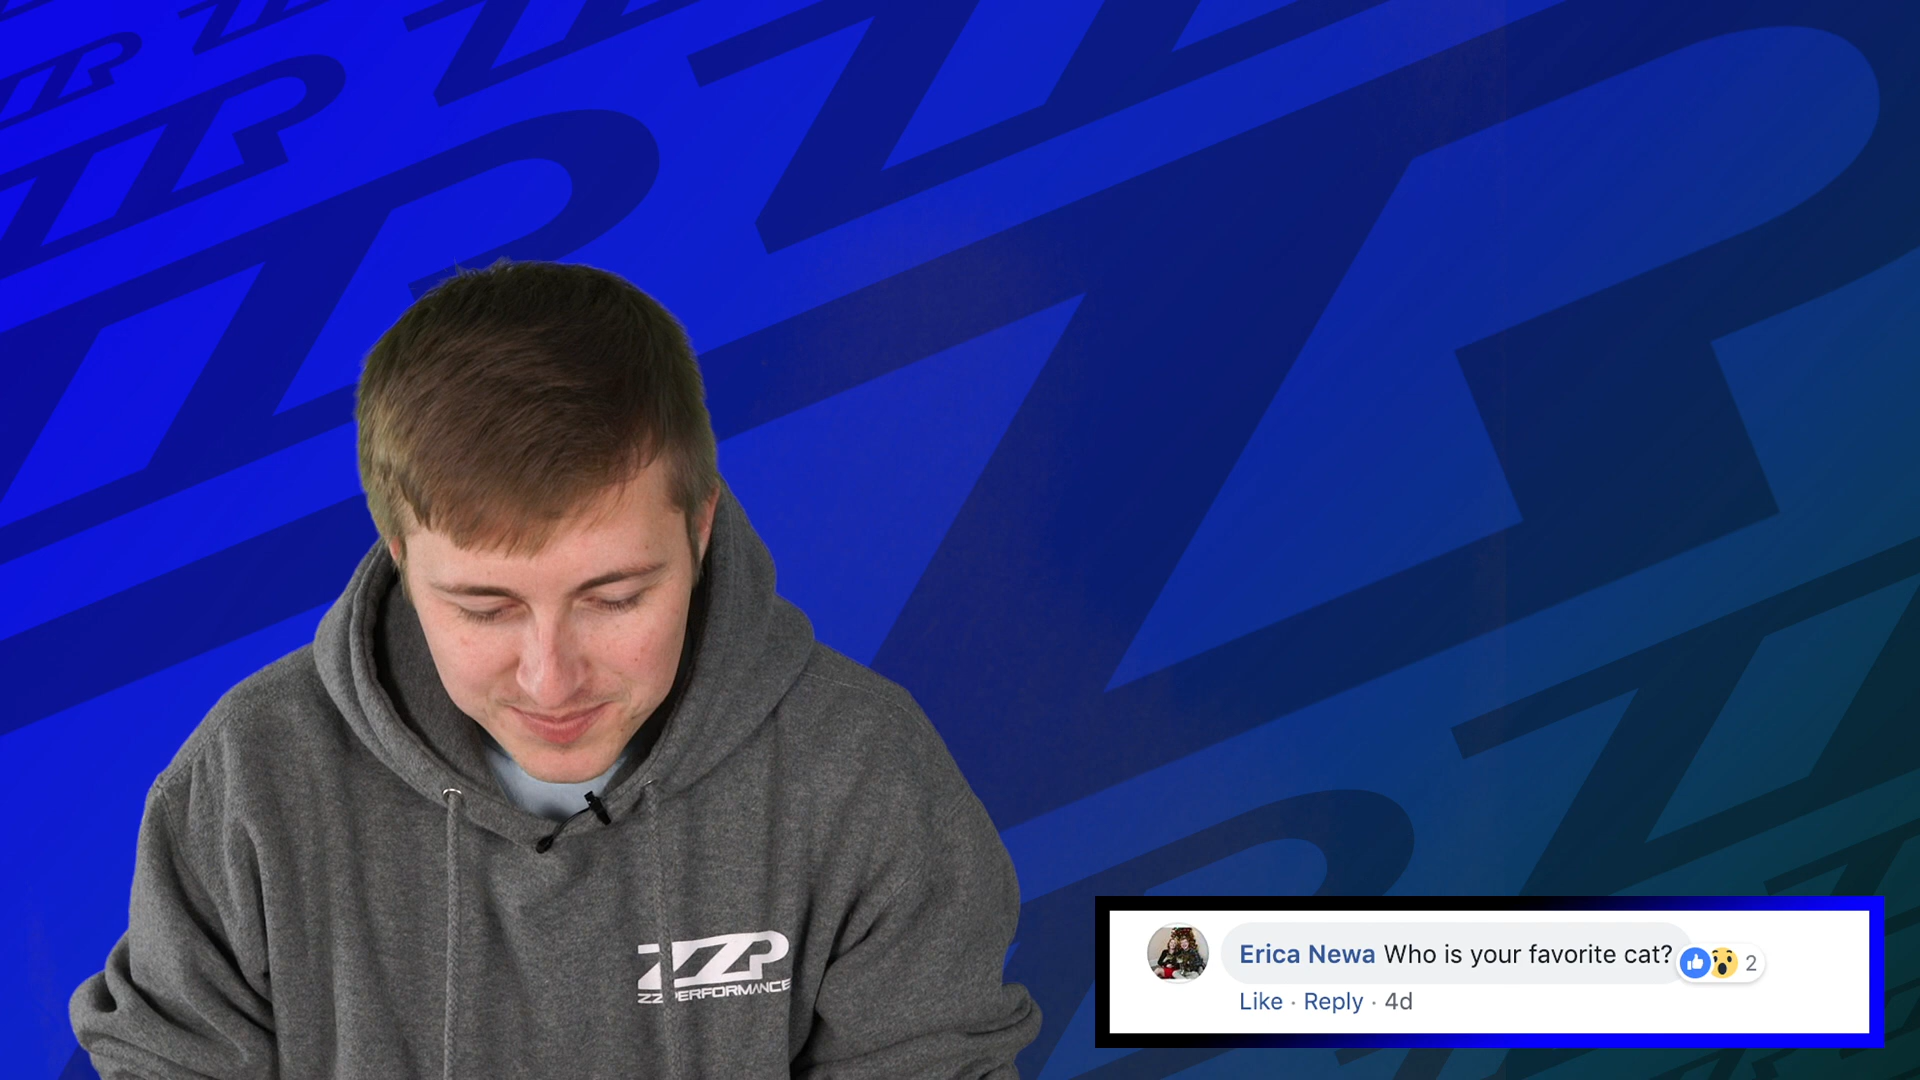 ZZP
ZZ PERFORMANCE
Erica Newa Who is your favorite cat? 2
Like · Reply · 4d